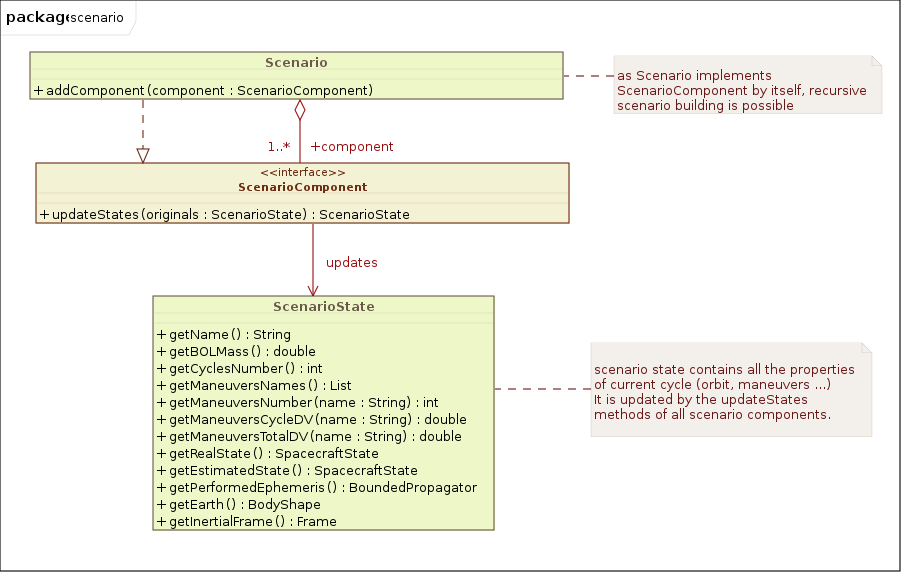 package scenario
Scenario
+ addComponent(component : ScenarioComponent)
as Scenario implements
ScenarioComponent by itself, recursive
scenario building is possible
1..* +component
<<interface>>
ScenarioComponent
+ updateStates(originals : ScenarioState) : ScenarioState
updates
ScenarioState
+ getName() : String
+ getBOLMass() : double
+ getCyclesNumber() : int
+ getManeuversNames() : List
+ getManeuversNumber(name : String) : int
+ getManeuversCycleDV(name : String) : double
+ getManeuversTotalDV(name : String) : double
+ getRealState() : SpacecraftState
+ getEstimatedState() : SpacecraftState
+ getPerformedEphemeris() : BoundedPropagator
+ getEarth() : BodyShape
+ getInertialFrame() : Frame
scenario state contains all the properties
of current cycle (orbit, maneuvers ...)
It is updated by the updateStates
methods of all scenario components.